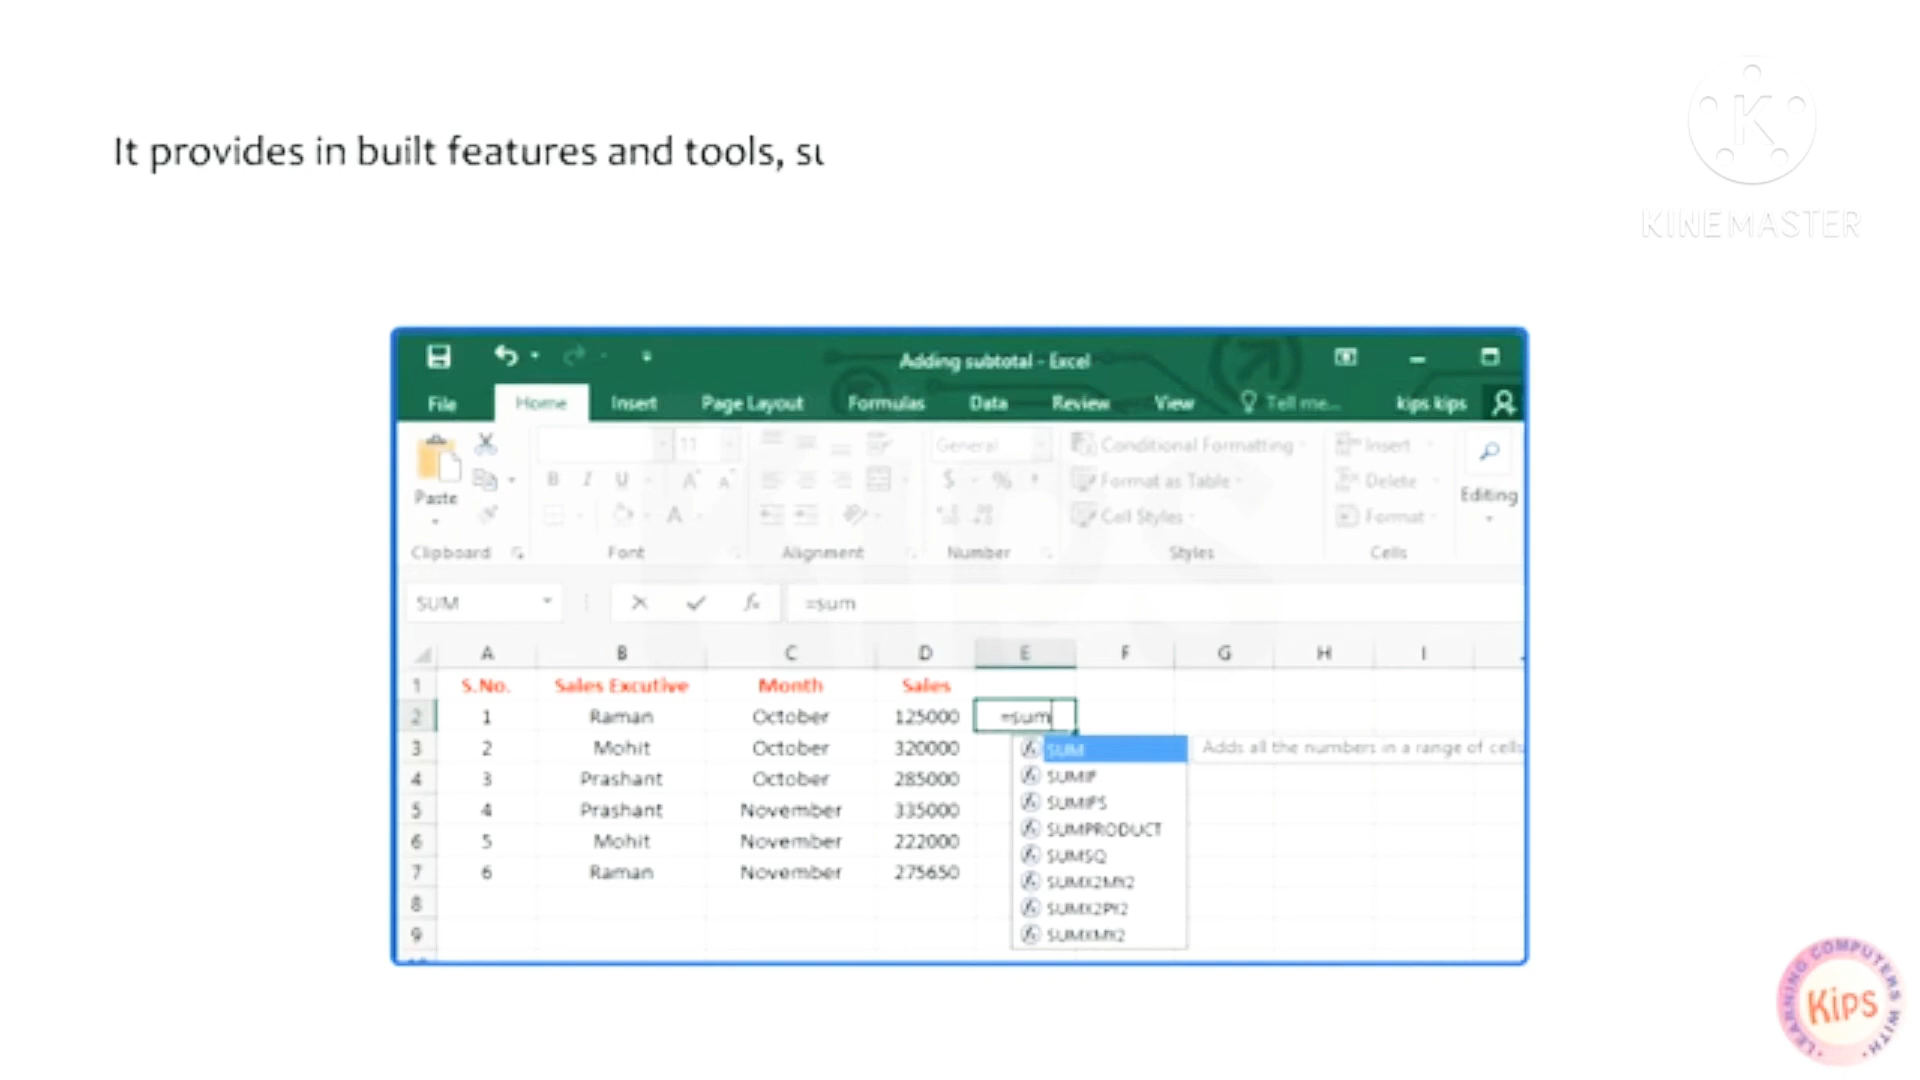 It provides in built features and tools, su
KINEMASTER
Adding subtotal - Excel
File Home Insert Page Layout Formulas Data Review View Tell me... kips kips
11 General Conditional Formatting Insert
Paste B I U A A $ % Format as Table Delete Editing
A Cell Styles Format
Clipboard Font Alignment Number Styles Cells
SUM fx =sum
A B C D E F G H I
1 S.No. Sales Excutive Month Sales
2 1 Raman October 125000 =sum
3 2 Mohit October 320000 SUM Adds all the numbers in a range of cells
4 3 Prashant October 285000 SUMIF
5 4 Prashant November 335000 SUMIFS
SUMPRODUCT
6 5 Mohit November 222000 SUMSQ
7 6 Raman November 275650 SUMX2MY2
8 SUMX2PY2
9 SUMXMY2
LEARNING COMPUTERS WITH
Kips